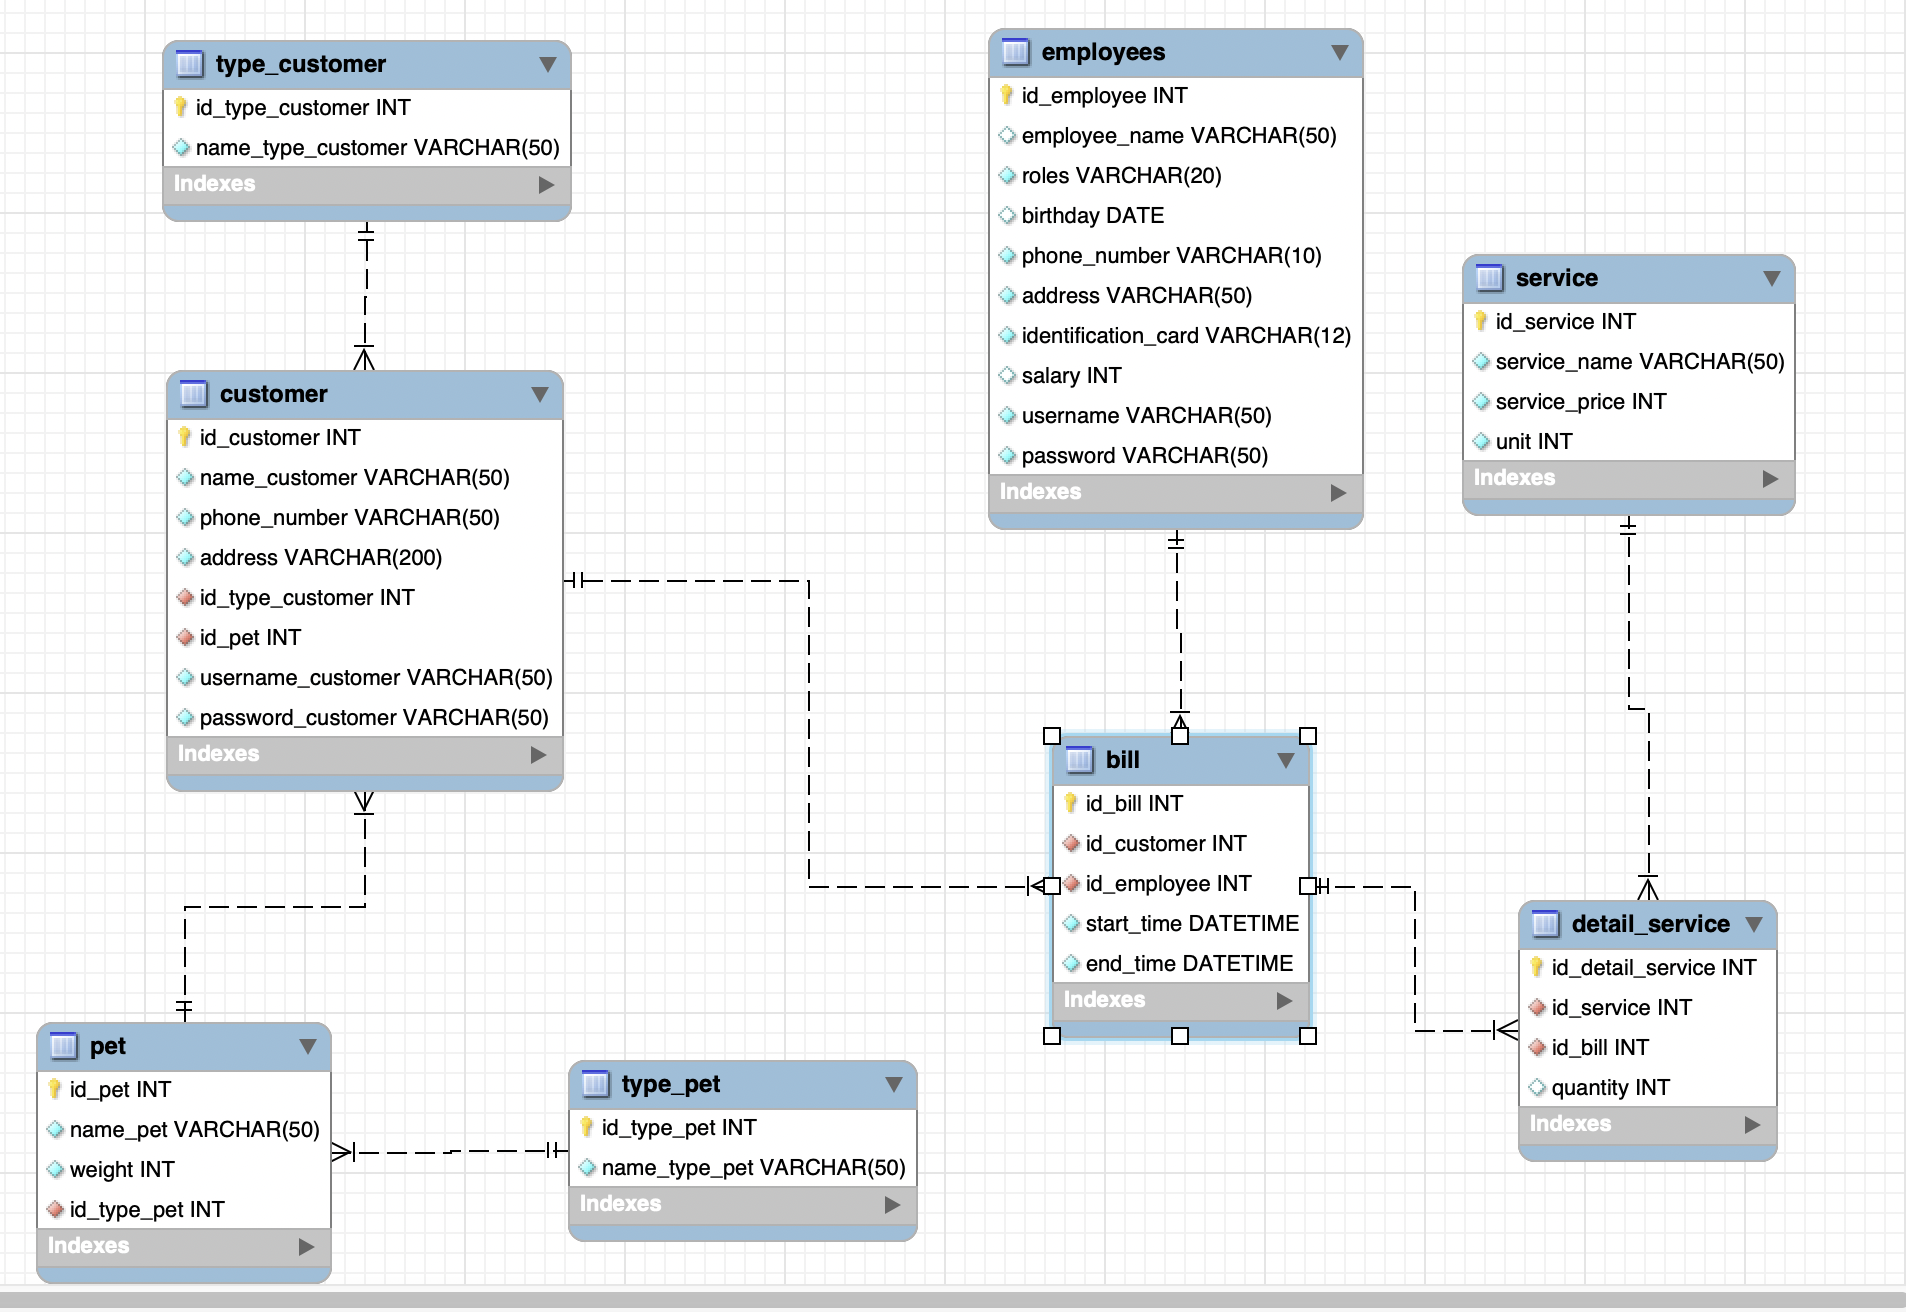 type_customer
id_type_customer INT
name_type_customer VARCHAR(50)
Indexes
customer
id_customer INT
name_customer VARCHAR(50)
phone_number VARCHAR(50)
address VARCHAR(200)
id_type_customer INT
id_pet INT
username_customer VARCHAR(50)
password_customer VARCHAR(50)
Indexes
pet
id_pet INT
name_pet VARCHAR(50)
weight INT
id_type_pet INT
Indexes
type_pet
id_type_pet INT
name_type_pet VARCHAR(50)
Indexes
employees
id_employee INT
employee_name VARCHAR(50)
roles VARCHAR(20)
birthday DATE
phone_number VARCHAR(10)
address VARCHAR(50)
identification_card VARCHAR(12)
salary INT
username VARCHAR(50)
password VARCHAR(50)
Indexes
bill
id_bill INT
id_customer INT
id_employee INT
start_time DATETIME
end_time DATETIME
Indexes
service
id_service INT
service_name VARCHAR(50)
service_price INT
unit INT
Indexes
detail_service
id_detail_service INT
id_service INT
id_bill INT
quantity INT
Indexes